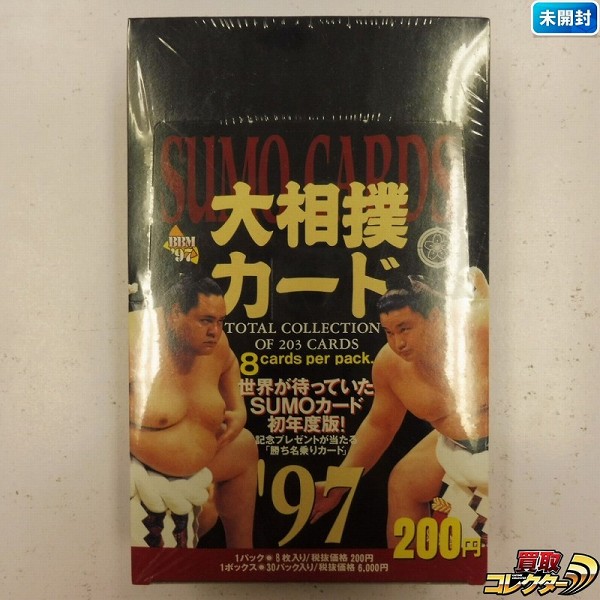 未開封
SUMO CARDS
大相撲
カード
BBM
'97
TOTAL COLLECTION
OF 203 CARDS
8 cards per pack.
世界が待っていた
SUMOカード
初年度版!
記念プレゼントが当たる
「勝ち名乗りカード」
'97
200円
1パック●8枚入り/税抜価格 200円
1ボックス●30パック入り/税抜価格 6,000円
買取
コレクター